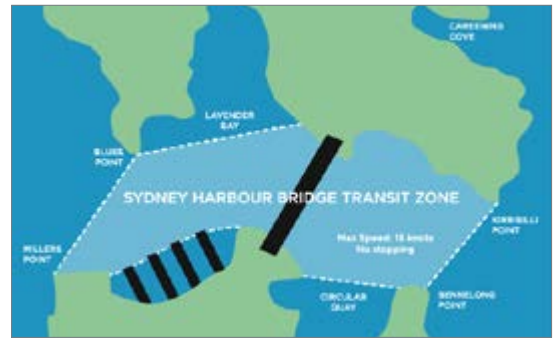 CAREENING
COVE
LAVENDER
BAY
BLUES
POINT
SYDNEY HARBOUR BRIDGE TRANSIT ZONE
KIRRIBILLI
POINT
Max Speed: 15 knots
No stopping
MILLERS
POINT
CIRCULAR
QUAY
BENNELONG
POINT